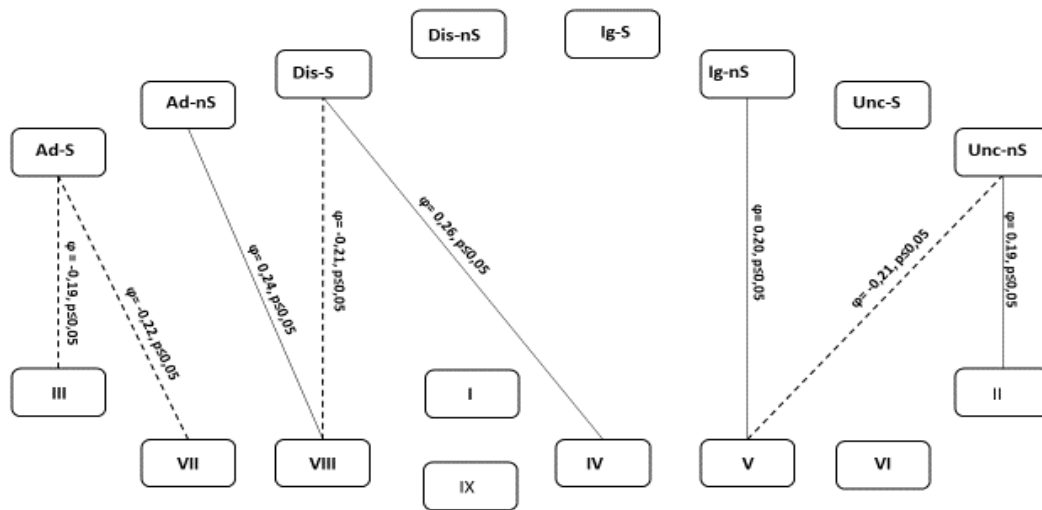 Dis-nS
Ig-S
Dis-S
Ig-nS
Ad-nS
Unc-S
Ad-S
Unc-nS
φ = -0,19, p≤0,05
φ= -0,22, p≤0,05
φ= 0,24, p≤0,05
φ= -0,21, p≤0,05
φ= 0,26, p≤0,05
φ= 0,20, p≤0,05
φ= -0,21, p≤0,05
φ= 0,19, p≤0,05
III
I
II
VII
VIII
IX
IV
V
VI